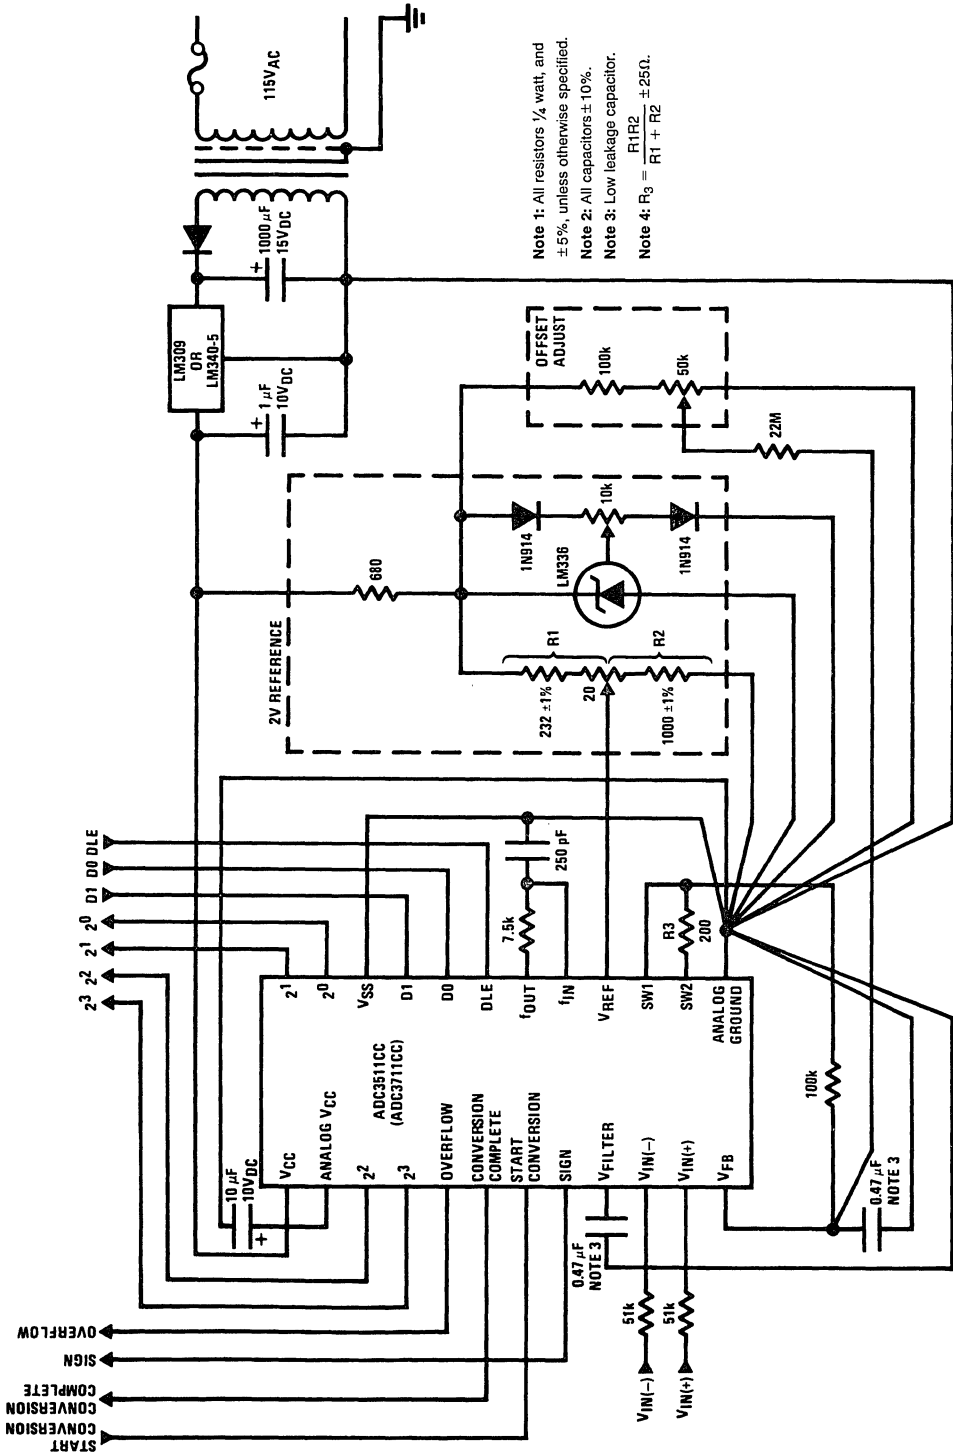 115VAC
1000 µF
15VDC
+
LM309
OR
LM340-5
1 µF
10VDC
+
Note 1: All resistors ¼ watt, and
±5%, unless otherwise specified.
Note 2: All capacitors ± 10%.
Note 3: Low leakage capacitor.
Note 4: R3 = R1R2 / R1 + R2 ± 25Ω.
OFFSET
ADJUST
100k
50k
22M
2V REFERENCE
680
1N914
10k
1N914
LM336
R1
R2
232 ±1%
20
1000 ±1%
DLE
D0
D1
2⁰
2¹
2²
2³
250 pF
7.5k
R3
200
2¹
2⁰
VSS
D1
D0
DLE
fOUT
fIN
VREF
SW1
SW2
ANALOG
GROUND
ADC3511CC
(ADC3711CC)
VCC
ANALOG VCC
2²
2³
OVERFLOW
CONVERSION
COMPLETE
START
CONVERSION
SIGN
VFILTER
VIN(−)
VIN(+)
VFB
100k
10 µF
10VDC
+
0.47 µF
NOTE 3
0.47 µF
NOTE 3
51k
51k
VIN(−)
VIN(+)
OVERFLOW
SIGN
CONVERSION
COMPLETE
START
CONVERSION